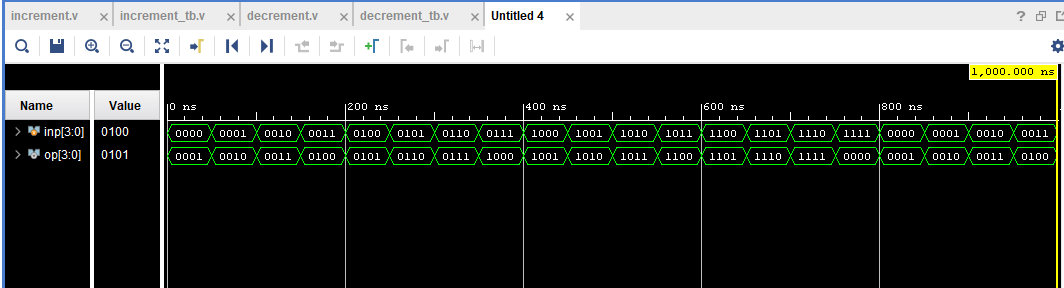 increment.v × increment_tb.v × decrement.v × decrement_tb.v × Untitled 4 × ?
1,000.000 ns
Name Value 0 ns 200 ns 400 ns 600 ns 800 ns
inp[3:0] 0100 0000 0001 0010 0011 0100 0101 0110 0111 1000 1001 1010 1011 1100 1101 1110 1111 0000 0001 0010 0011
op[3:0] 0101 0001 0010 0011 0100 0101 0110 0111 1000 1001 1010 1011 1100 1101 1110 1111 0000 0001 0010 0011 0100